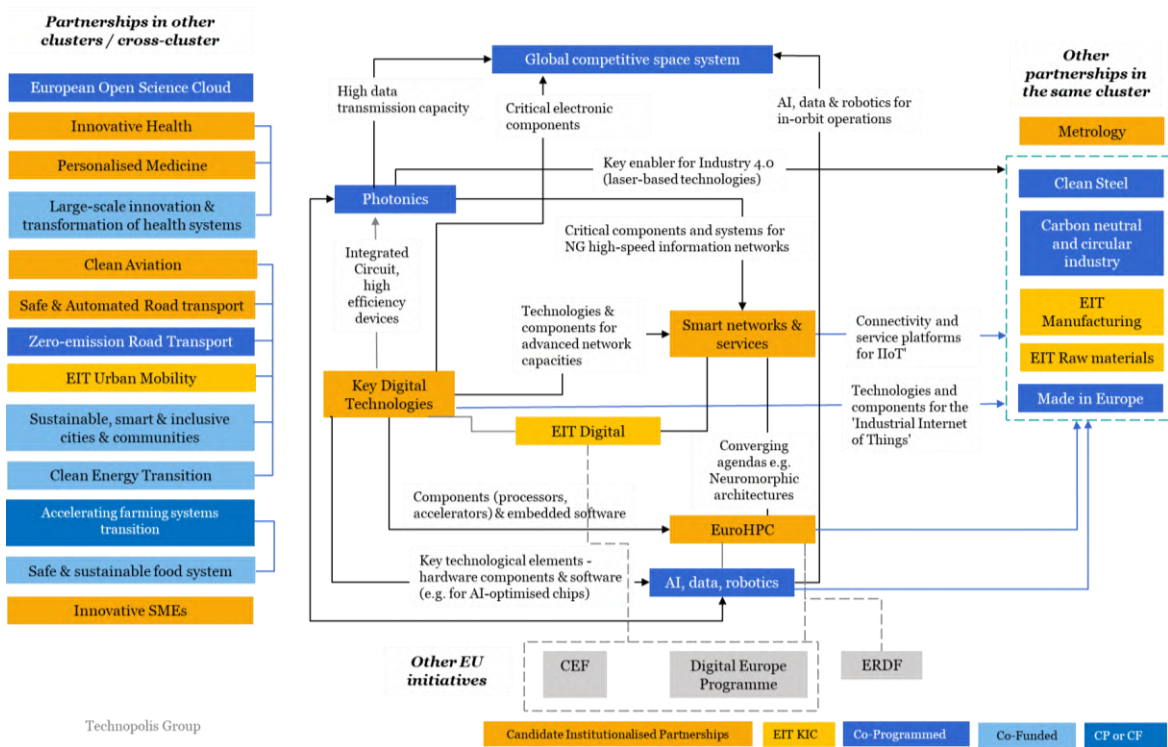 Partnerships in other
clusters / cross-cluster
European Open Science Cloud
Innovative Health
Personalised Medicine
Large-scale innovation &
transformation of health systems
Clean Aviation
Safe & Automated Road transport
Zero-emission Road Transport
EIT Urban Mobility
Sustainable, smart & inclusive
cities & communities
Clean Energy Transition
Accelerating farming systems
transition
Safe & sustainable food system
Innovative SMEs
Global competitive space system
High data
transmission capacity
Critical electronic
components
AI, data & robotics for
in-orbit operations
Key enabler for Industry 4.0
(laser-based technologies)
Photonics
Critical components and systems for
NG high-speed information networks
Integrated
Circuit,
high
efficiency
devices
Technologies &
components for
advanced network
capacities
Smart networks &
services
Connectivity and
service platforms
for IIoT'
Key Digital
Technologies
Technologies and
components for the
'Industrial Internet
of Things'
EIT Digital
Converging
agendas e.g.
Neuromorphic
architectures
Components (processors,
accelerators) & embedded software
EuroHPC
Key technological elements -
hardware components & software
(e.g. for AI-optimised chips)
AI, data, robotics
Other
partnerships in
the same cluster
Metrology
Clean Steel
Carbon neutral
and circular
industry
EIT
Manufacturing
EIT Raw materials
Made in Europe
Other EU
initiatives
CEF
Digital Europe
Programme
ERDF
Technopolis Group
Candidate Institutionalised Partnerships
EIT KIC
Co-Programmed
Co-Funded
CP or CF